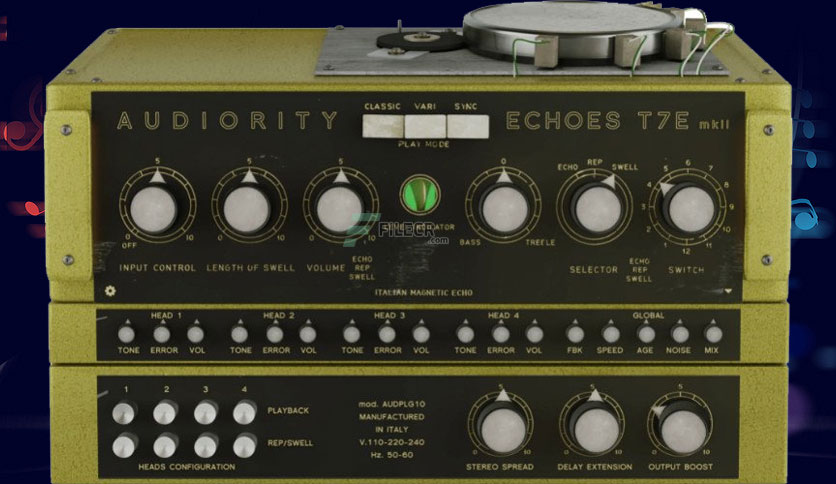 CLASSIC VARI SYNC
AUDIORITY
ECHOES T7E mkII
PLAY MODE
5
5
5
0
ECHO REP SWELL
1 2 3 4 5 6 7 8 9 10 11 12
0 10
OFF
0 10
0 10
BASS TREFLE
FILECR
.com
INPUT CONTROL
LENGTH OF SWELL
VOLUME
ECHO
REP
SWELL
SELECTOR
ECHO
REP
SWELL
SWITCH
ITALIAN MAGNETIC ECHO
HEAD 1 HEAD 2 HEAD 3 HEAD 4 GLOBAL
TONE ERROR VOL TONE ERROR VOL TONE ERROR VOL TONE ERROR VOL FBK SPEED AGE NOISE MIX
1 2 3 4
PLAYBACK
REP/SWELL
HEADS CONFIGURATION
mod. AUDPLG10
MANUFACTURED
IN ITALY
V.110-220-240
Hz. 50-60
5 5 5
0 10 0 10 0 10
STEREO SPREAD DELAY EXTENSION OUTPUT BOOST